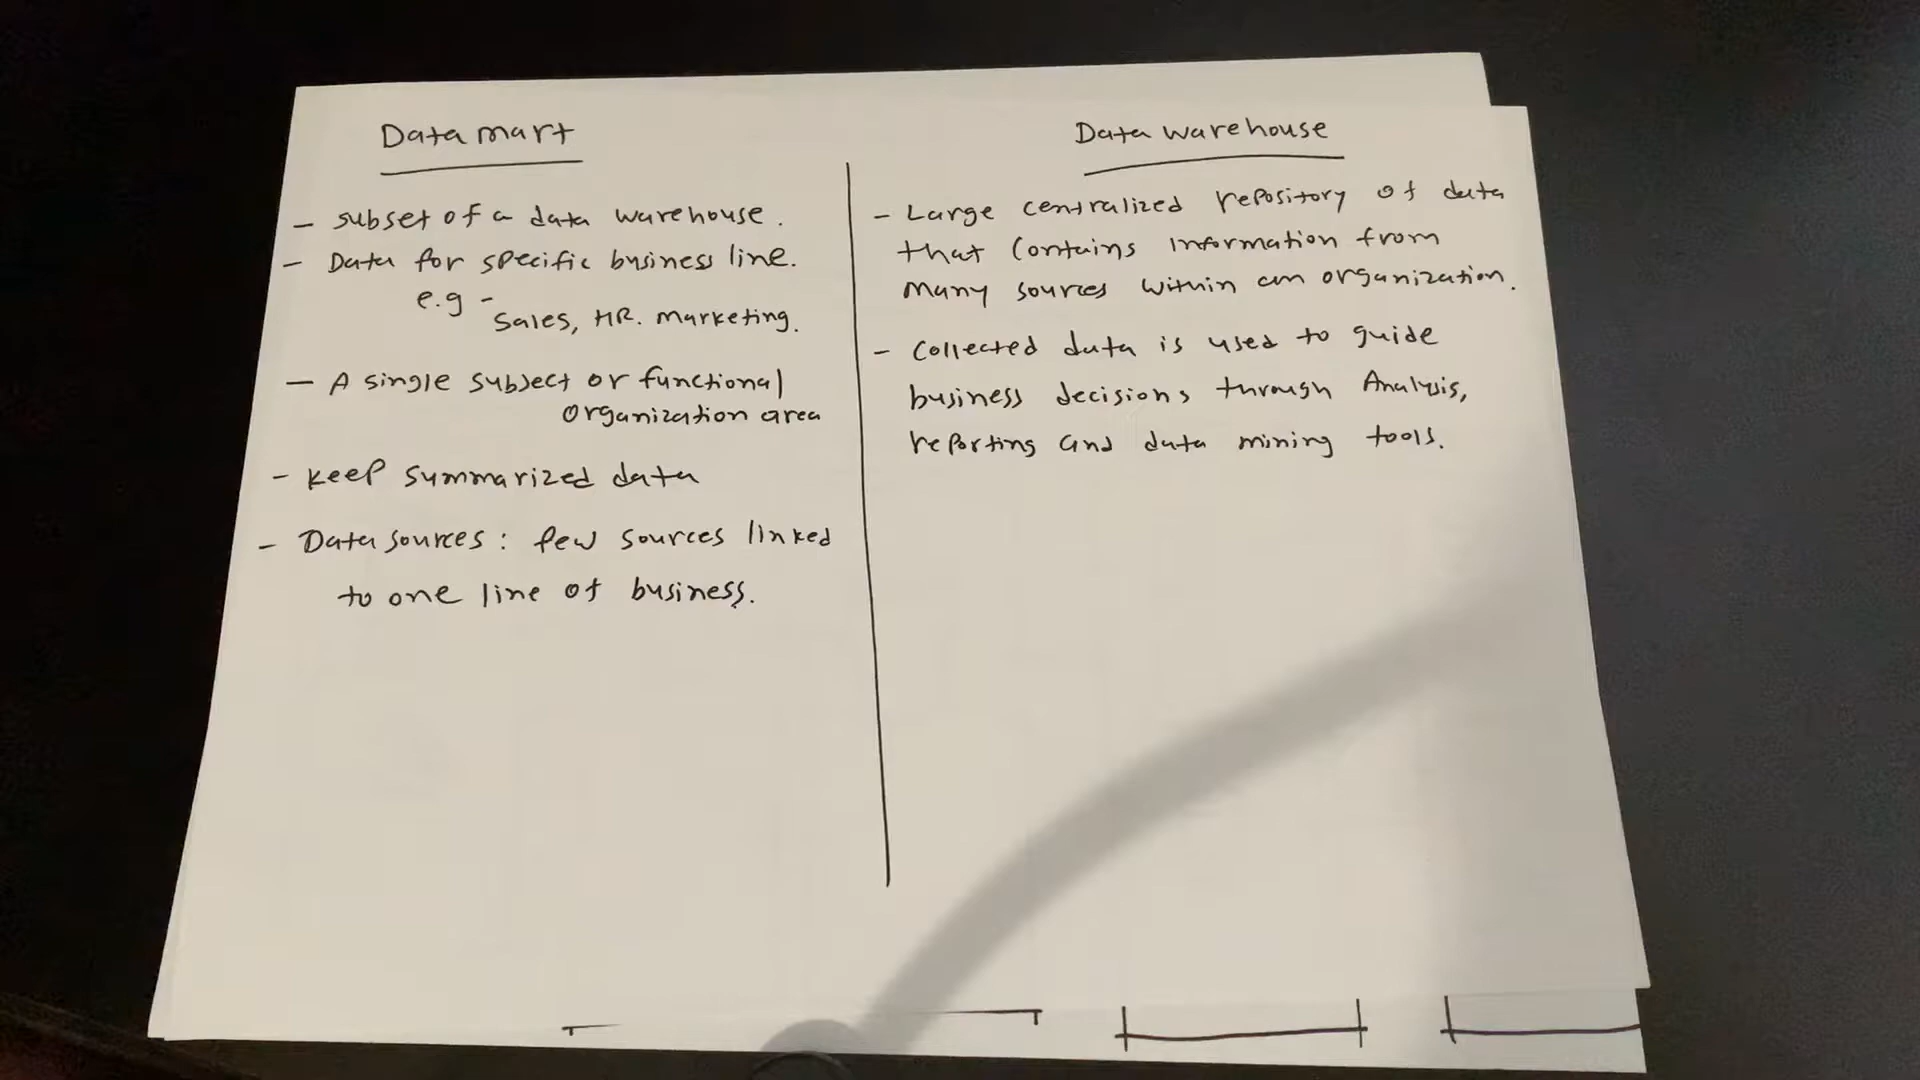 Data mart
- subset of a data warehouse.
- Data for specific business line.
e.g -
Sales, HR. marketing.
- A single subject or functional
organization area
- keep summarized data
- Data sources: few sources linked
to one line of business.
Data warehouse
- Large centralized repository of data
that contains information from
many sources within an organization.
- Collected data is used to guide
business decisions through Analysis,
reporting and data mining tools.